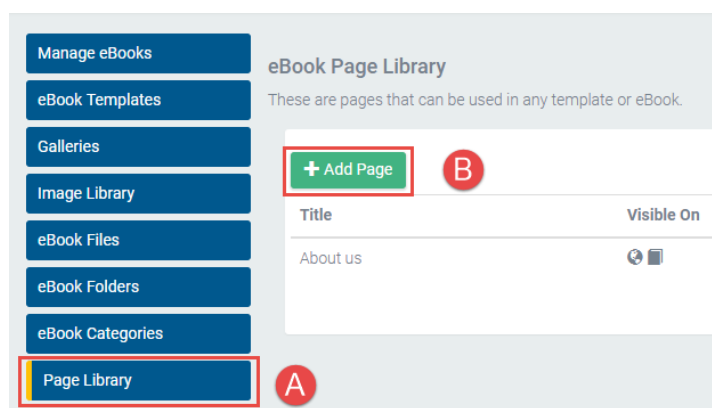 Manage eBooks
eBook Templates
Galleries
Image Library
eBook Files
eBook Folders
eBook Categories
Page Library
A
eBook Page Library
These are pages that can be used in any template or eBook.
+ Add Page
B
Title Visible On
About us